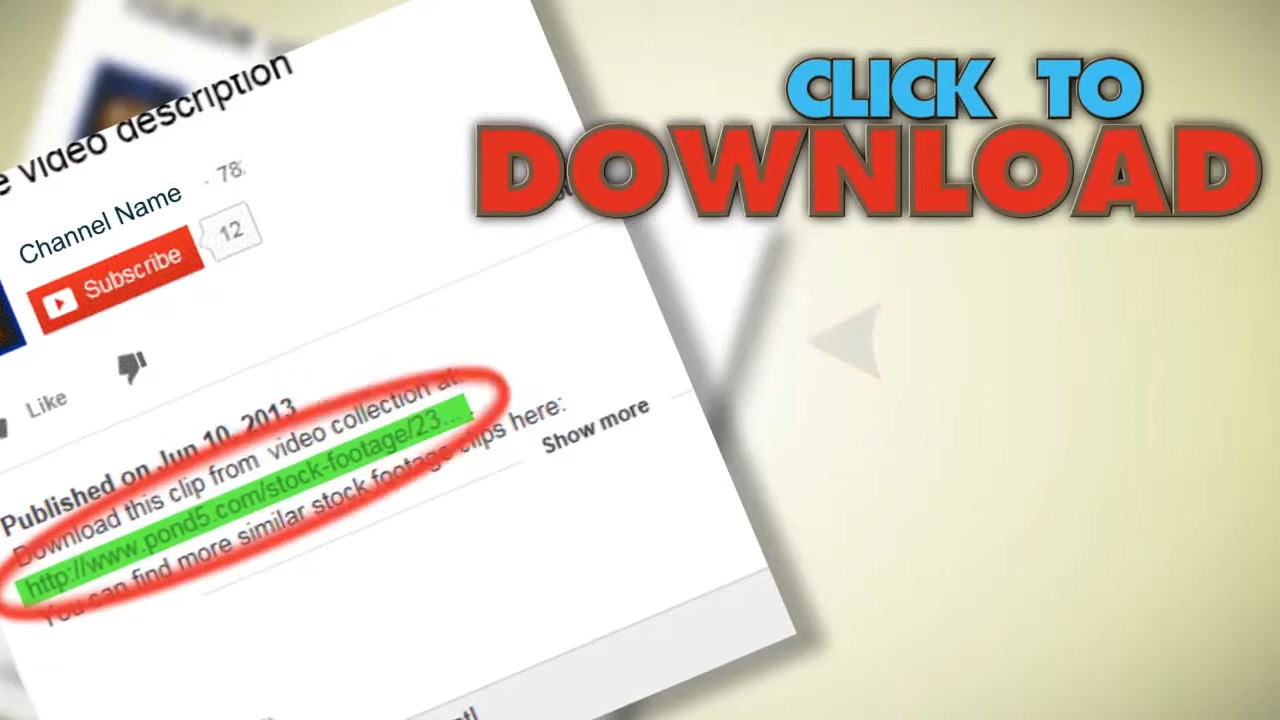 CLICK TO
DOWNLOAD
e video description
Channel Name
78
Subscribe
12
Like
Published on Jun 10, 2013
Download this clip from video collection at:
http://www.pond5.com/stock-footage/23...
You can find more similar stock footage clips here:
Show more